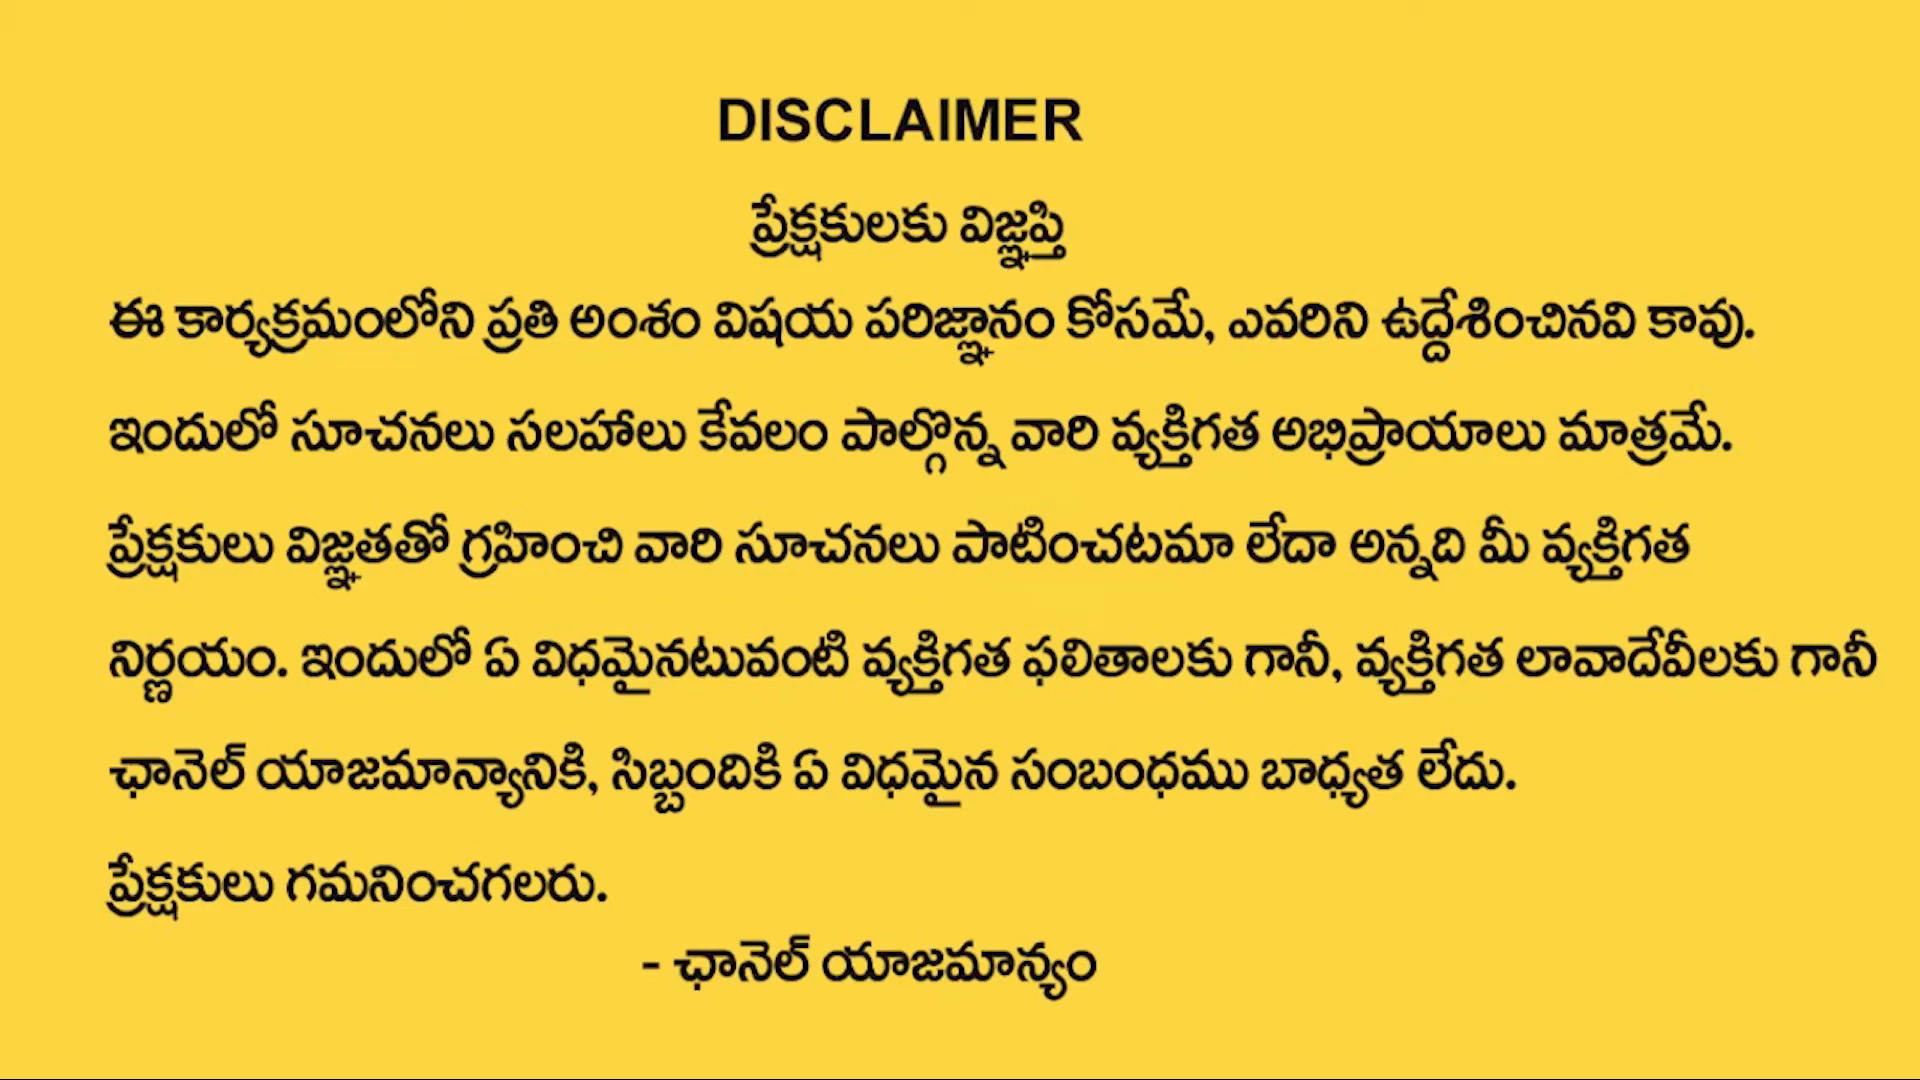 DISCLAIMER
ప్రేక్షకులకు విజ్ఞప్తి
ఈ కార్యక్రమంలోని ప్రతి అంశం విషయ పరిజ్ఞానం కోసమే, ఎవరిని ఉద్దేశించినవి కావు.
ఇందులో సూచనలు సలహాలు కేవలం పాల్గొన్న వారి వ్యక్తిగత అభిప్రాయాలు మాత్రమే.
ప్రేక్షకులు విజ్ఞతతో గ్రహించి వారి సూచనలు పాటించటమా లేదా అన్నది మీ వ్యక్తిగత
నిర్ణయం. ఇందులో ఏ విధమైనటువంటి వ్యక్తిగత ఫలితాలకు గానీ, వ్యక్తిగత లావాదేవీలకు గానీ
ఛానెల్ యాజమాన్యానికి, సిబ్బందికి ఏ విధమైన సంబంధము బాధ్యత లేదు.
ప్రేక్షకులు గమనించగలరు.
- ఛానెల్ యాజమాన్యం